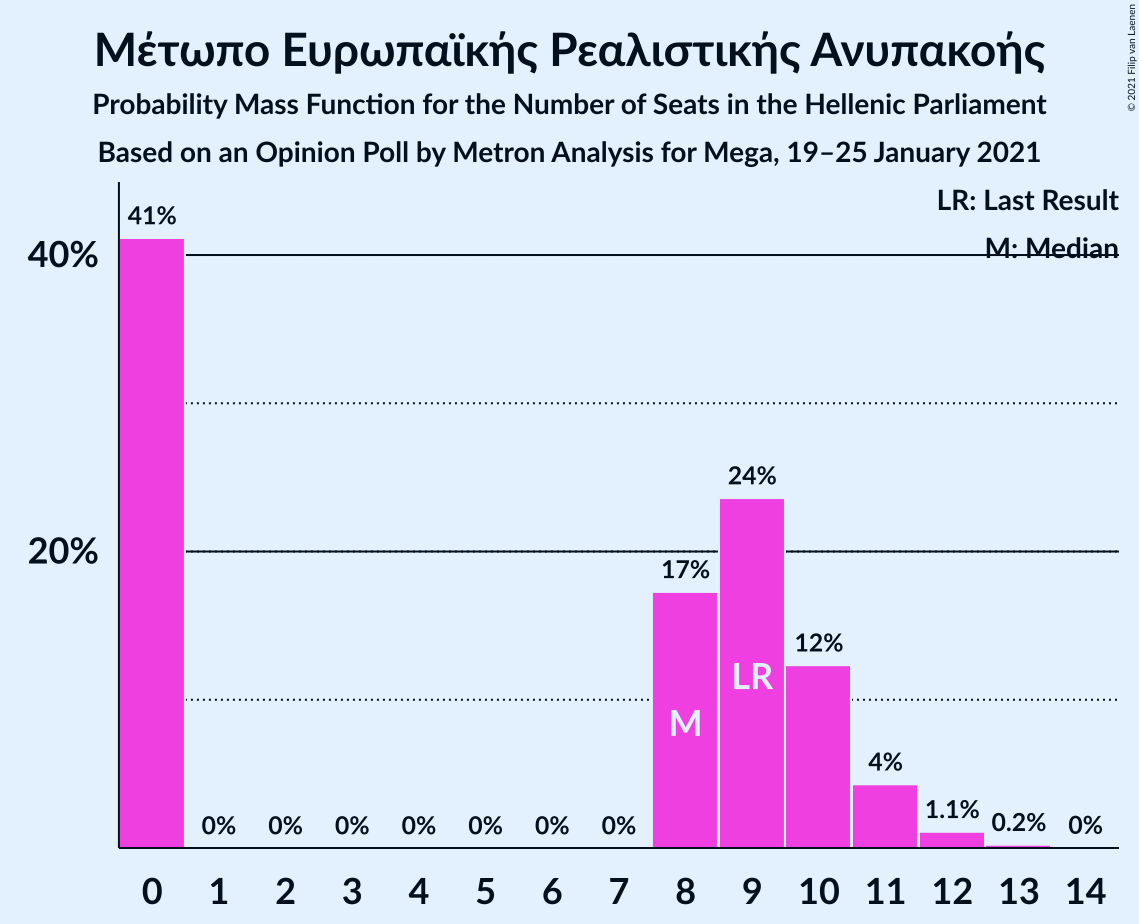 Μέτωπο Ευρωπαϊκής Ρεαλιστικής Ανυπακοής
Probability Mass Function for the Number of Seats in the Hellenic Parliament
Based on an Opinion Poll by Metron Analysis for Mega, 19–25 January 2021
© 2021 Filip van Laenen
LR: Last Result
M: Median
41%
40%
24%
20%
17%
12%
LR
M
4%
0% 0% 0% 0% 0% 0% 0% 1.1% 0.2% 0%
0 1 2 3 4 5 6 7 8 9 10 11 12 13 14